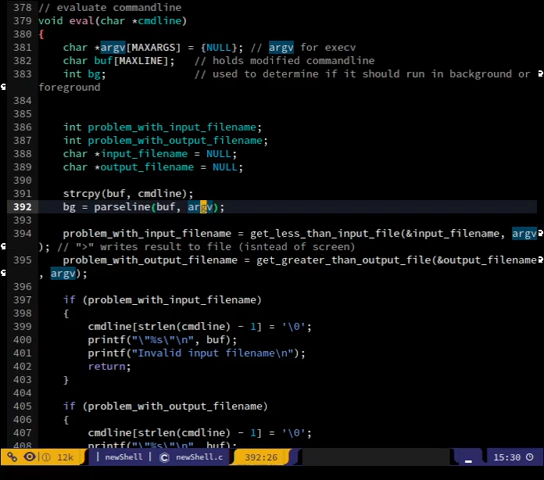 378 // evaluate commandline
379 void eval(char *cmdline)
380 {
381 char *argv[MAXARGS] = {NULL}; // argv for execv
382 char buf[MAXLINE]; // holds modified commandline
383 int bg; // used to determine if it should run in background or
foreground
384
385
386 int problem_with_input_filename;
387 int problem_with_output_filename;
388 char *input_filename = NULL;
389 char *output_filename = NULL;
390
391 strcpy(buf, cmdline);
392 bg = parseline(buf, argv);
393
394 problem_with_input_filename = get_less_than_input_file(&input_filename, argv
); // ">" writes result to file (isntead of screen)
395 problem_with_output_filename = get_greater_than_output_file(&output_filename
, argv);
396
397 if (problem_with_input_filename)
398 {
399 cmdline[strlen(cmdline) - 1] = '\0';
400 printf("\"%s\"\n", buf);
401 printf("Invalid input filename\n");
402 return;
403 }
404
405 if (problem_with_output_filename)
406 {
407 cmdline[strlen(cmdline) - 1] = '\0';
408 printf("\"%s\"\n", buf);
12k | newShell | newShell.c 392:26 15:30